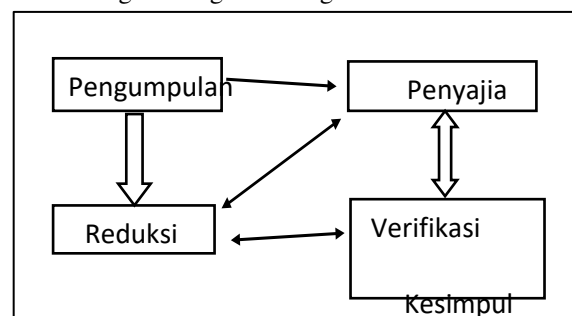 Pengumpulan
Penyajia
Reduksi
Verifikasi
Kesimpul